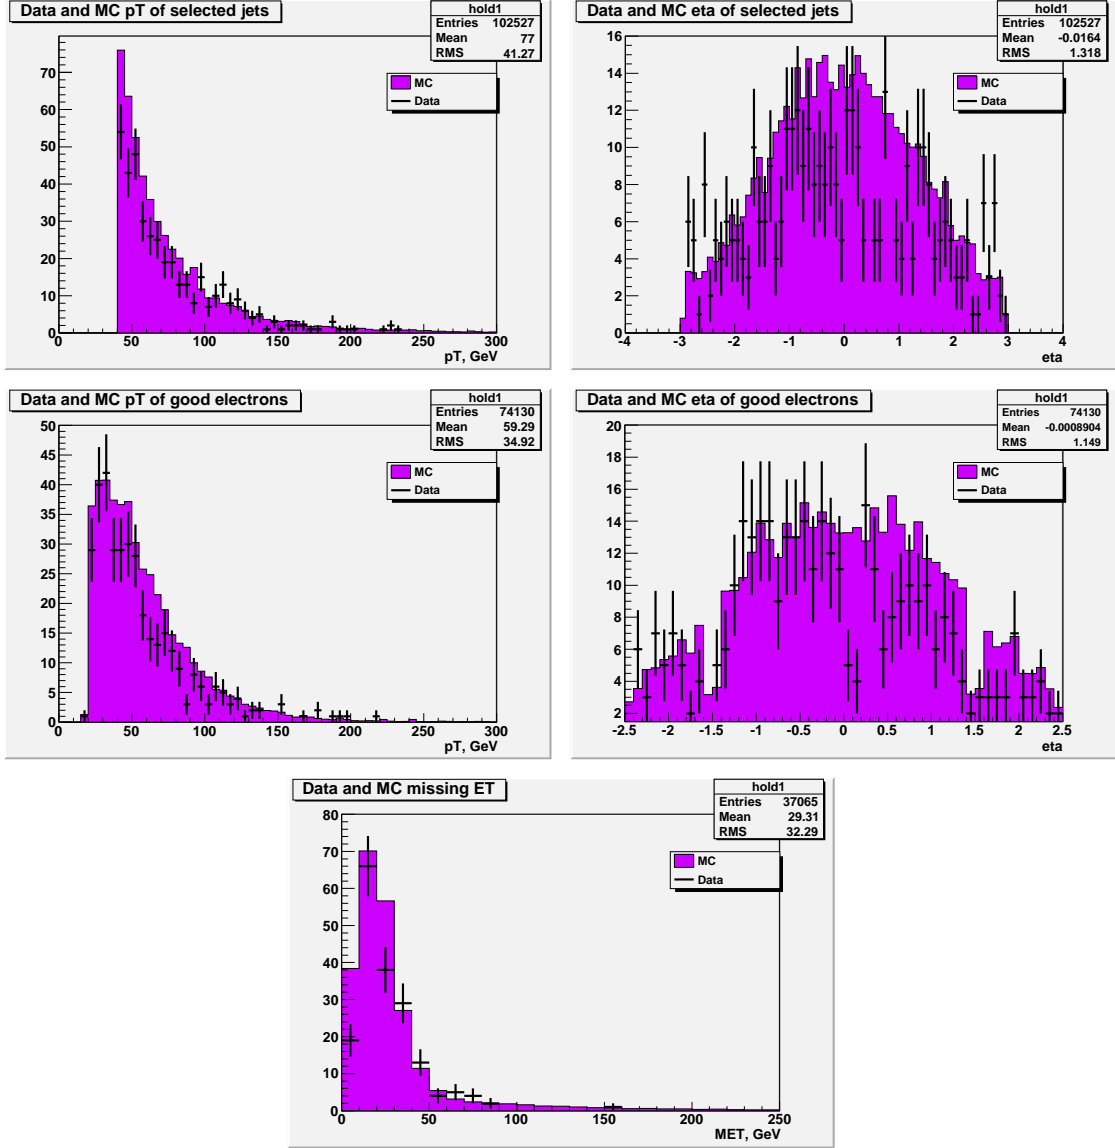 Data and MC pT of selected jets
hold1
Entries 102527
Mean 77
RMS 41.27
MC
Data
70
60
50
40
30
20
10
0
0 50 100 150 200 250 300
pT, GeV
Data and MC eta of selected jets
hold1
Entries 102527
Mean -0.0164
RMS 1.318
MC
Data
16
14
12
10
8
6
4
2
0
-4 -3 -2 -1 0 1 2 3 4
eta
Data and MC pT of good electrons
hold1
Entries 74130
Mean 59.29
RMS 34.92
MC
Data
50
45
40
35
30
25
20
15
10
5
0
0 50 100 150 200 250 300
pT, GeV
Data and MC eta of good electrons
hold1
Entries 74130
Mean -0.0008904
RMS 1.149
MC
Data
20
18
16
14
12
10
8
6
4
2
-2.5 -2 -1.5 -1 -0.5 0 0.5 1 1.5 2 2.5
eta
Data and MC missing ET
hold1
Entries 37065
Mean 29.31
RMS 32.29
MC
Data
80
70
60
50
40
30
20
10
0
0 50 100 150 200 250
MET, GeV